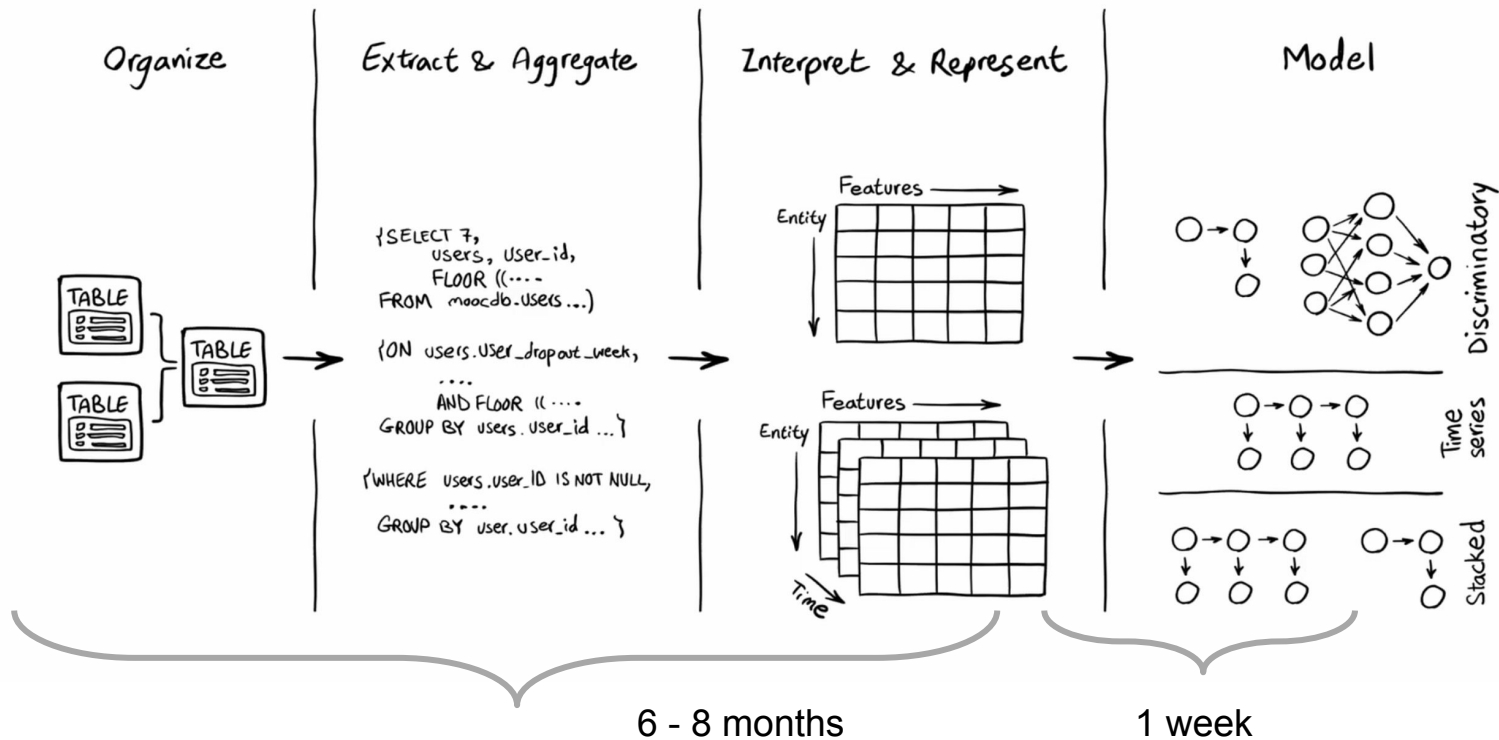 Organize
Extract & Aggregate
Interpret & Represent
Model
TABLE
TABLE
TABLE
{SELECT 7,
users, user_id,
FLOOR ((....
FROM moocdb.users...)
{ON users.user_dropout_week,
....
AND FLOOR ((....
GROUP BY users.user_id ...}
{WHERE users.user_ID IS NOT NULL,
....
GROUP BY user.user_id ... }
Features
Entity
Features
Entity
Time
Discriminatory
Time
series
Stacked
6 - 8 months
1 week